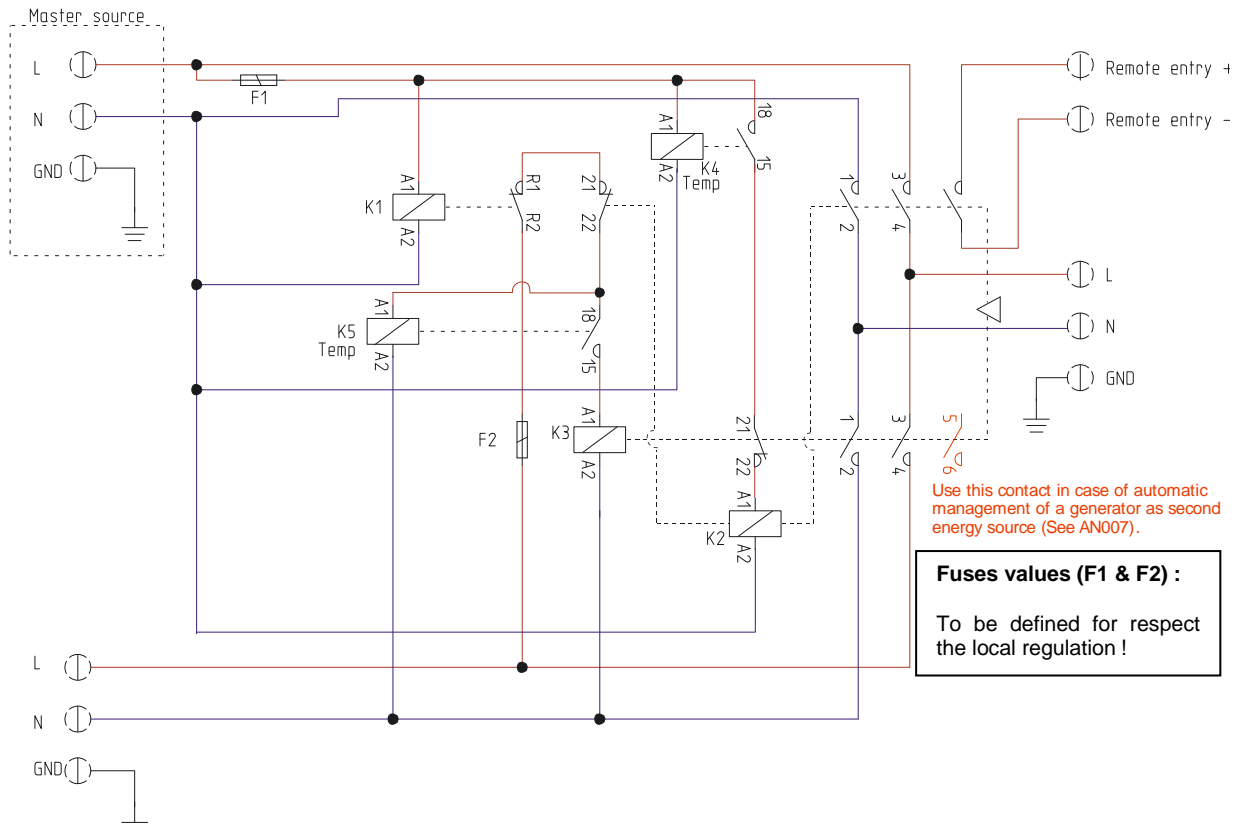 Master source
L
F1
N
GND
Remote entry +
Remote entry -
18
15
A1
A2
K4
Temp
A1
K1
A2
R1
R2
21
22
1
2
3
4
L
N
GND
A1
K5
Temp
A2
18
15
F2
A1
K3
A2
21
22
1
2
3
4
5
6
A1
K2
A2
Use this contact in case of automatic
management of a generator as second
energy source (See AN007).
Fuses values (F1 & F2) :
To be defined for respect
the local regulation !
L
N
GND